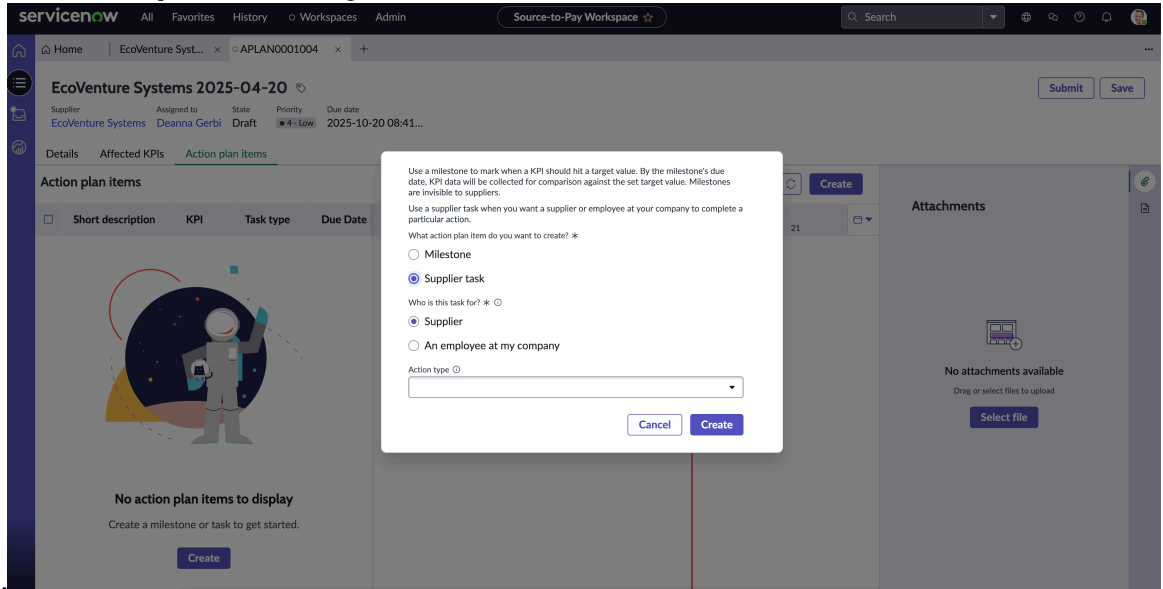 servicenow All Favorites History Workspaces Admin Source-to-Pay Workspace Search
Home EcoVenture Syst... × APLAN0001004 × +
EcoVenture Systems 2025-04-20 Submit Save
Supplier Assigned to State Priority Due date
EcoVenture Systems Deanna Gerbi Draft 4 - Low 2025-10-20 08:41...
Details Affected KPIs Action plan items
Action plan items Create
Short description KPI Task type Due Date 21
Use a milestone to mark when a KPI should hit a target value. By the milestone's due
date, KPI data will be collected for comparison against the set target value. Milestones
are invisible to suppliers.
Use a supplier task when you want a supplier or employee at your company to complete a
particular action.
What action plan item do you want to create? *
Milestone
Supplier task
Who is this task for? *
Supplier
An employee at my company
Action type
Cancel Create
No action plan items to display
Create a milestone or task to get started.
Create
Attachments
No attachments available
Drag or select files to upload
Select file